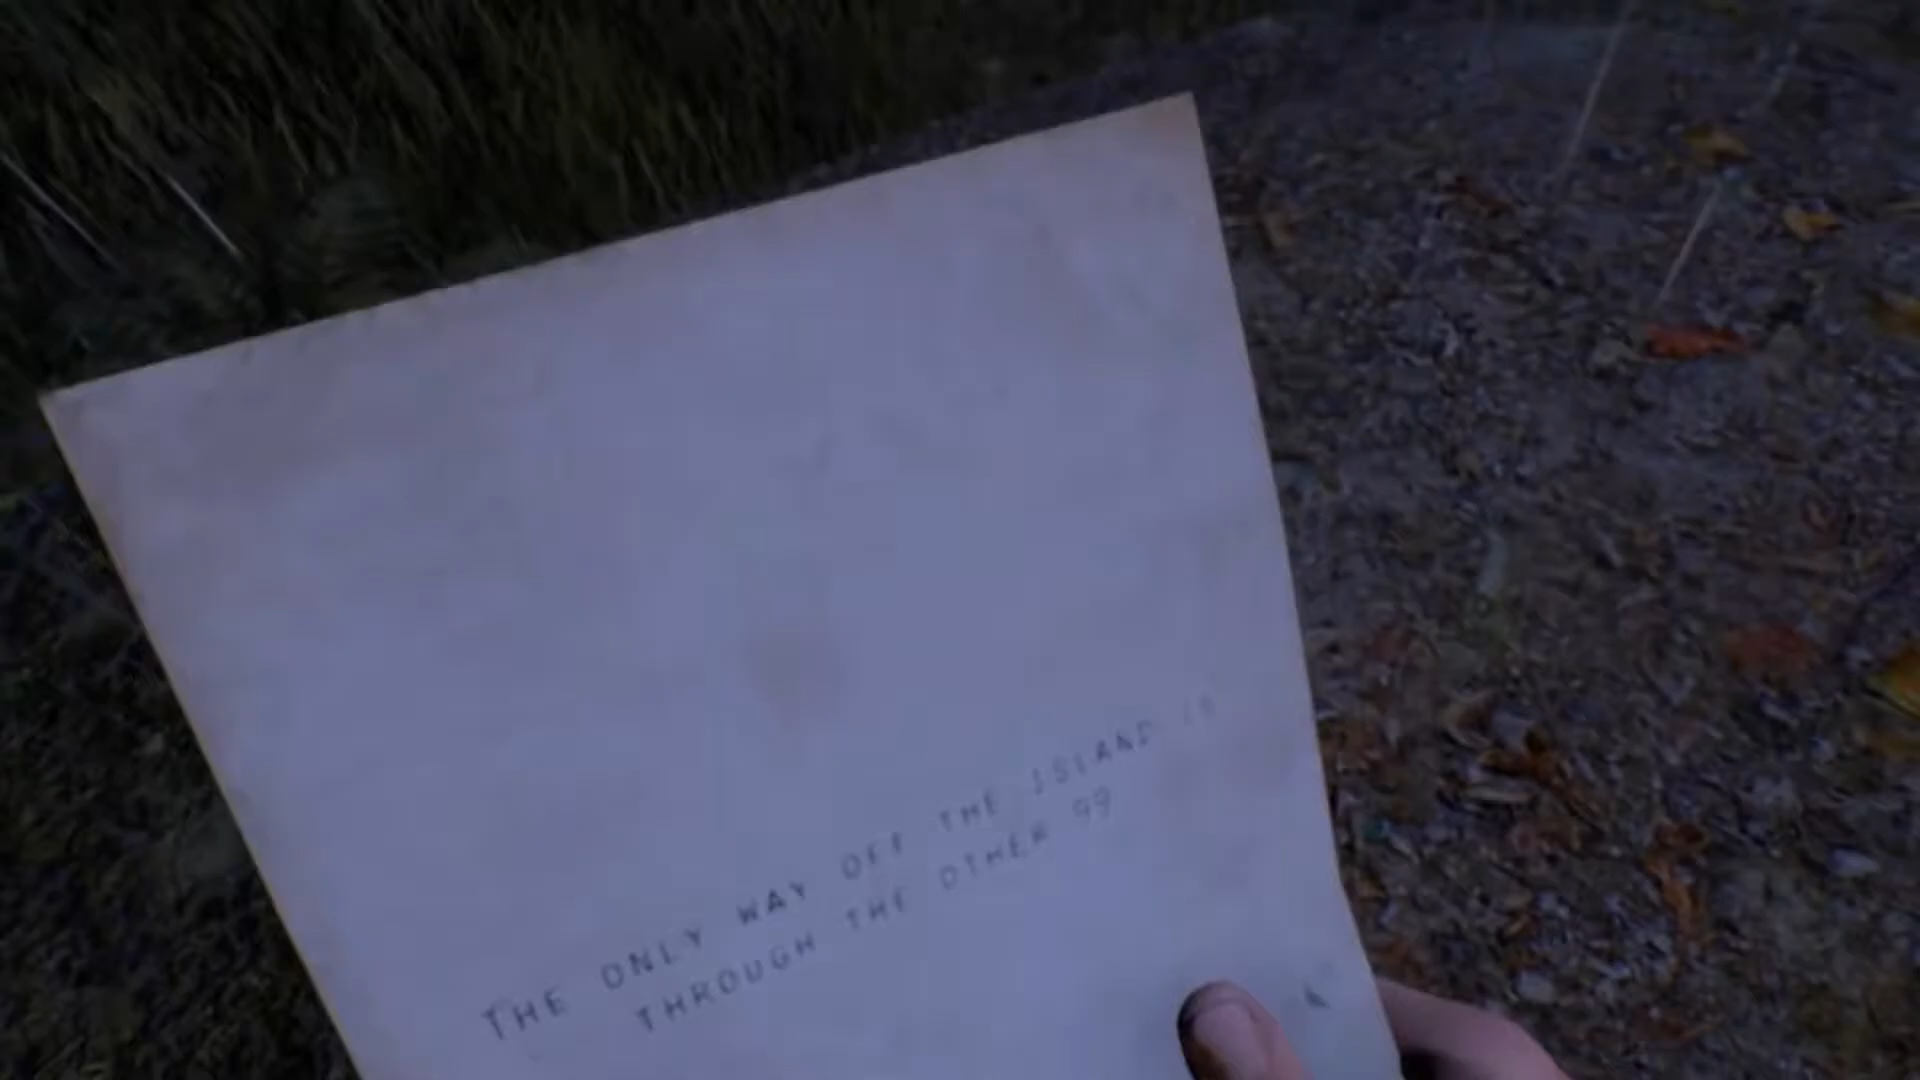 THE ONLY WAY OFF THE ISLAND IS
THROUGH THE OTHER 99